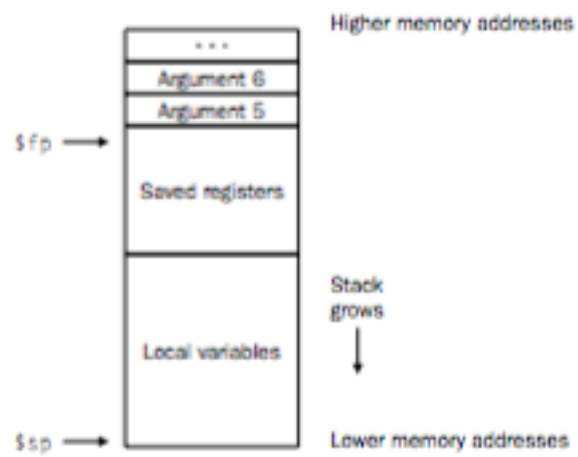 Higher memory addresses
...
Argument 6
Argument 5
$fp
Saved registers
Stack
grows
Local variables
$sp
Lower memory addresses